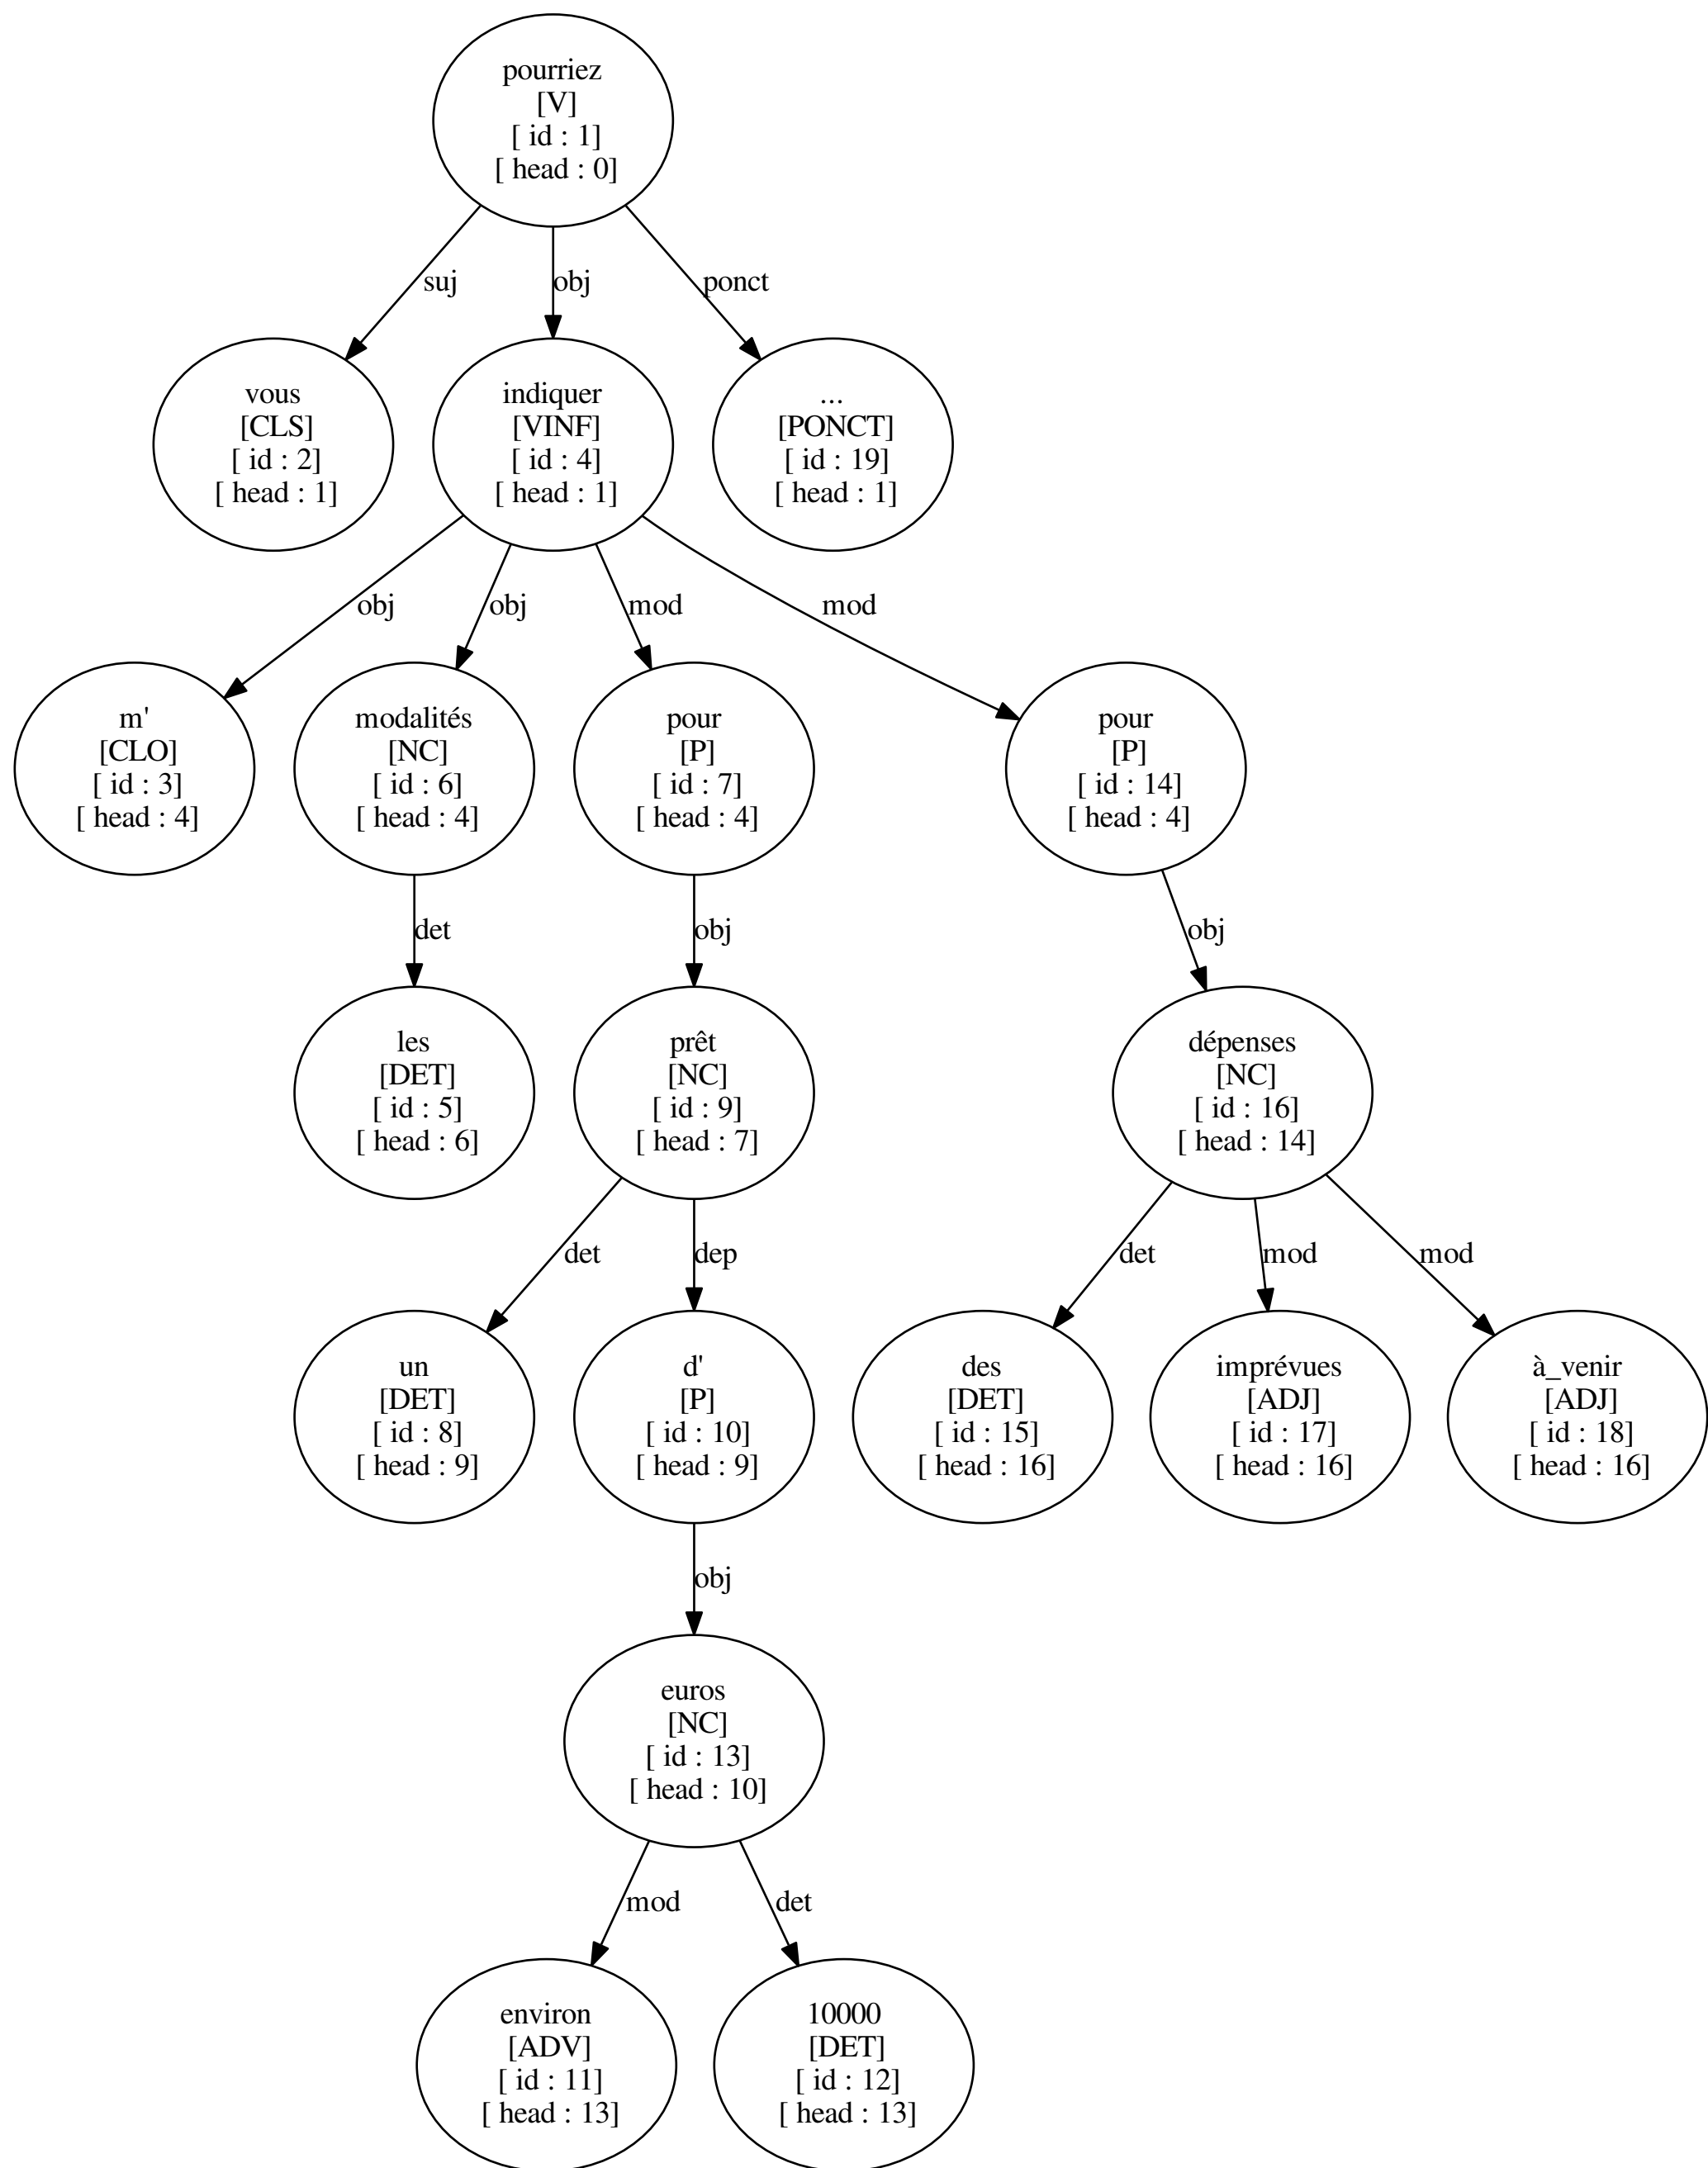 pourriez
[V]
[ id : 1]
[ head : 0]
suj
obj
ponct
vous
[CLS]
[ id : 2]
[ head : 1]
indiquer
[VINF]
[ id : 4]
[ head : 1]
...
[PONCT]
[ id : 19]
[ head : 1]
obj
obj
mod
mod
m'
[CLO]
[ id : 3]
[ head : 4]
modalités
[NC]
[ id : 6]
[ head : 4]
pour
[P]
[ id : 7]
[ head : 4]
pour
[P]
[ id : 14]
[ head : 4]
det
obj
obj
les
[DET]
[ id : 5]
[ head : 6]
prêt
[NC]
[ id : 9]
[ head : 7]
dépenses
[NC]
[ id : 16]
[ head : 14]
det
dep
det
mod
mod
un
[DET]
[ id : 8]
[ head : 9]
d'
[P]
[ id : 10]
[ head : 9]
des
[DET]
[ id : 15]
[ head : 16]
imprévues
[ADJ]
[ id : 17]
[ head : 16]
à_venir
[ADJ]
[ id : 18]
[ head : 16]
obj
euros
[NC]
[ id : 13]
[ head : 10]
mod
det
environ
[ADV]
[ id : 11]
[ head : 13]
10000
[DET]
[ id : 12]
[ head : 13]